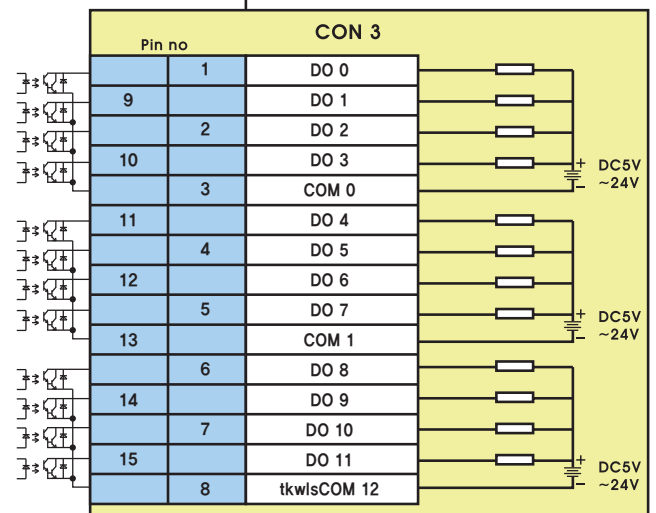 CON 3
Pin no
1 DO 0
9 DO 1
2 DO 2
10 DO 3
+ DC5V
3 COM 0
- ~24V
11 DO 4
4 DO 5
12 DO 6
5 DO 7
+ DC5V
13 COM 1
- ~24V
6 DO 8
14 DO 9
7 DO 10
15 DO 11
+ DC5V
8 tkwlsCOM 12
- ~24V